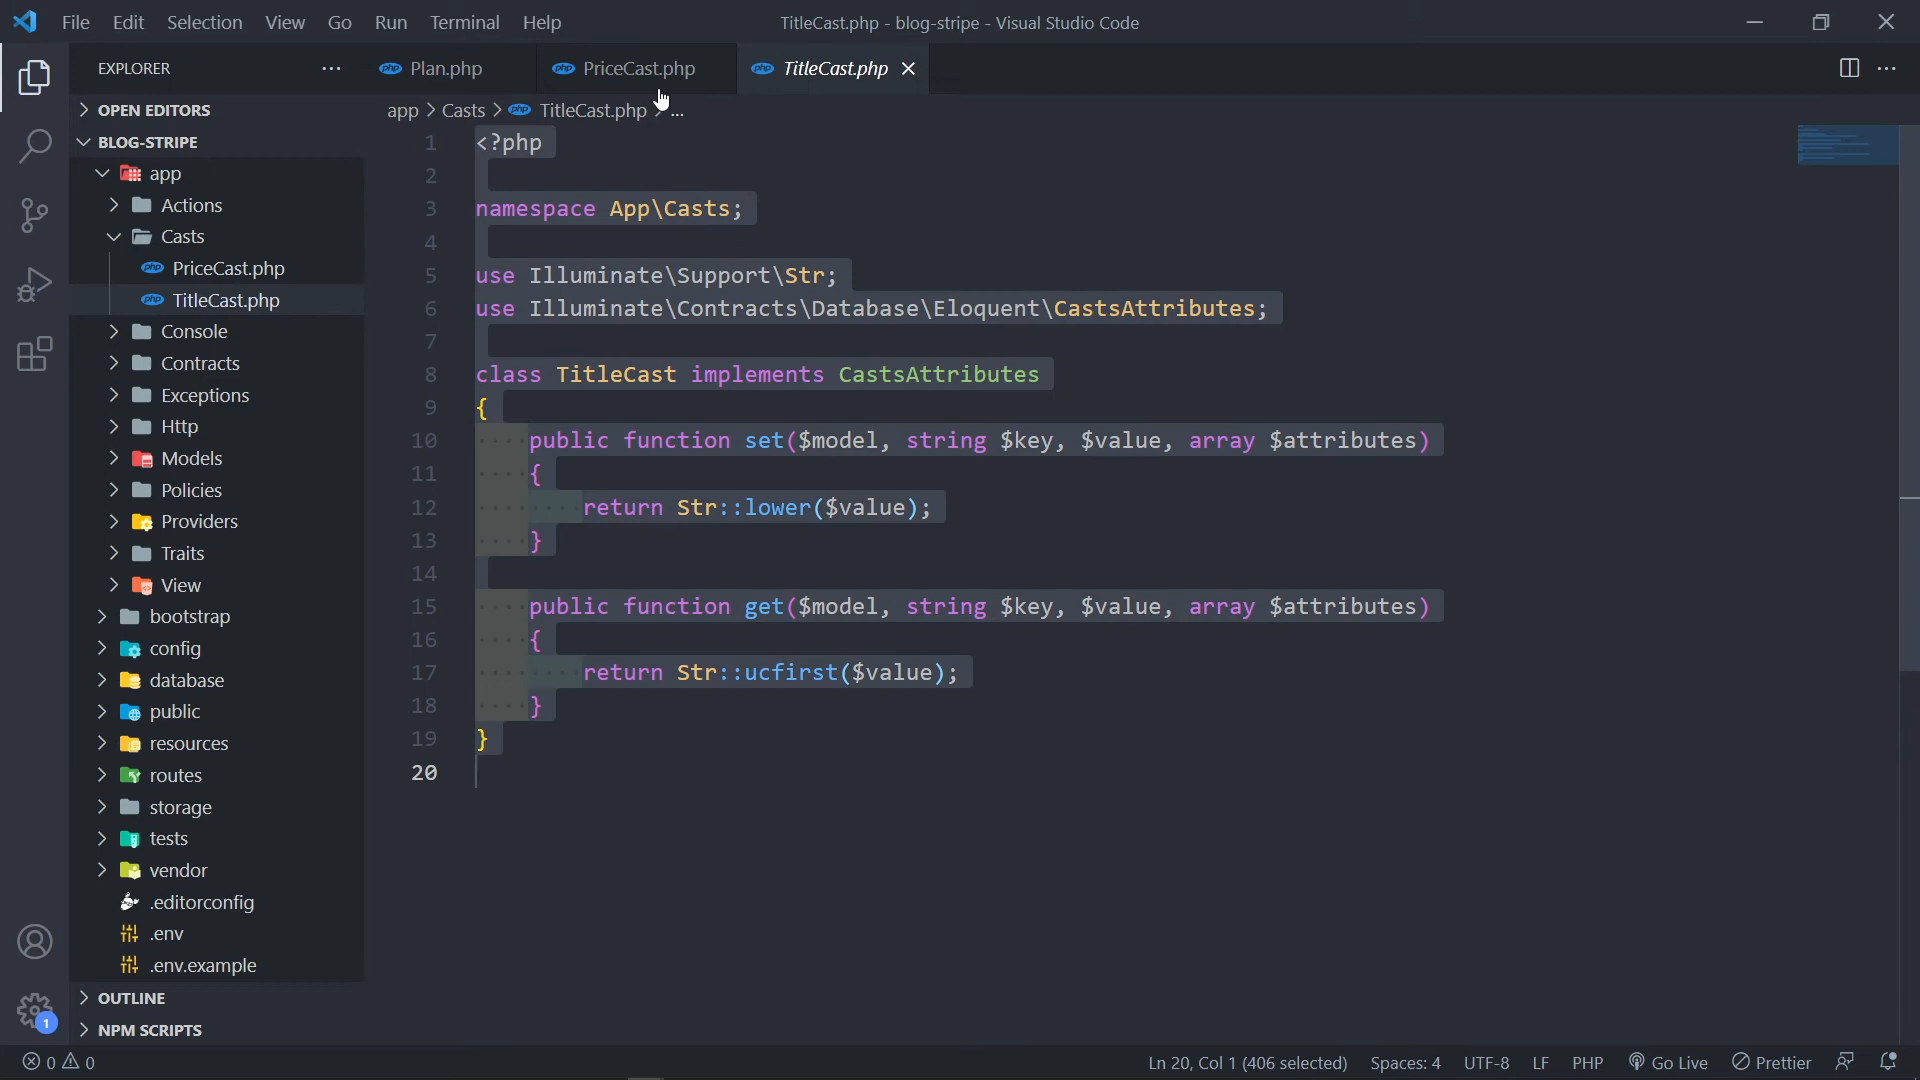 File Edit Selection View Go Run Terminal Help
TitleCast.php - blog-stripe - Visual Studio Code
EXPLORER
OPEN EDITORS
BLOG-STRIPE
app
Actions
Casts
PriceCast.php
TitleCast.php
Console
Contracts
Exceptions
Http
Models
Policies
Providers
Traits
View
bootstrap
config
database
public
resources
routes
storage
tests
vendor
.editorconfig
.env
.env.example
OUTLINE
NPM SCRIPTS
1
php Plan.php
php PriceCast.php
php TitleCast.php
app > Casts > php TitleCast.php > ...
1 <?php
2
3 namespace App\Casts;
4
5 use Illuminate\Support\Str;
6 use Illuminate\Contracts\Database\Eloquent\CastsAttributes;
7
8 class TitleCast implements CastsAttributes
9 {
10 public function set($model, string $key, $value, array $attributes)
11 {
12 return Str::lower($value);
13 }
14
15 public function get($model, string $key, $value, array $attributes)
16 {
17 return Str::ucfirst($value);
18 }
19 }
20
0 0
Ln 20, Col 1 (406 selected) Spaces: 4 UTF-8 LF PHP Go Live Prettier